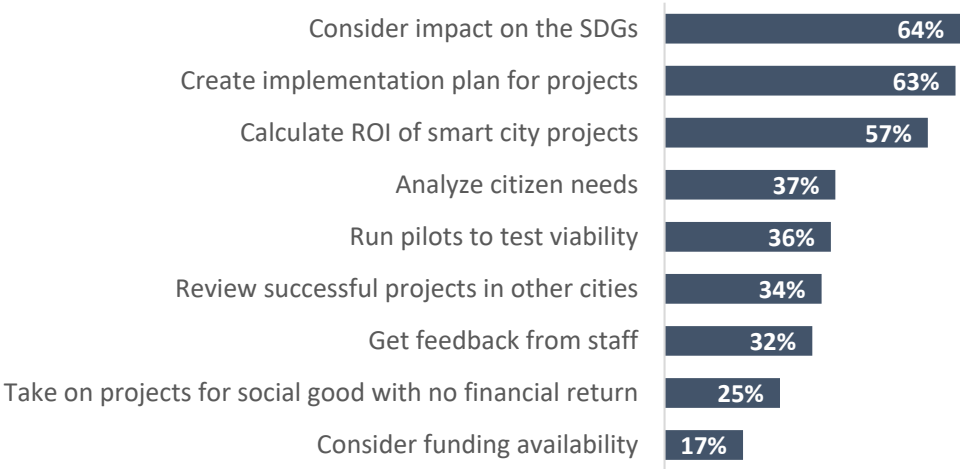 Consider impact on the SDGs 64%
Create implementation plan for projects 63%
Calculate ROI of smart city projects 57%
Analyze citizen needs 37%
Run pilots to test viability 36%
Review successful projects in other cities 34%
Get feedback from staff 32%
Take on projects for social good with no financial return 25%
Consider funding availability 17%